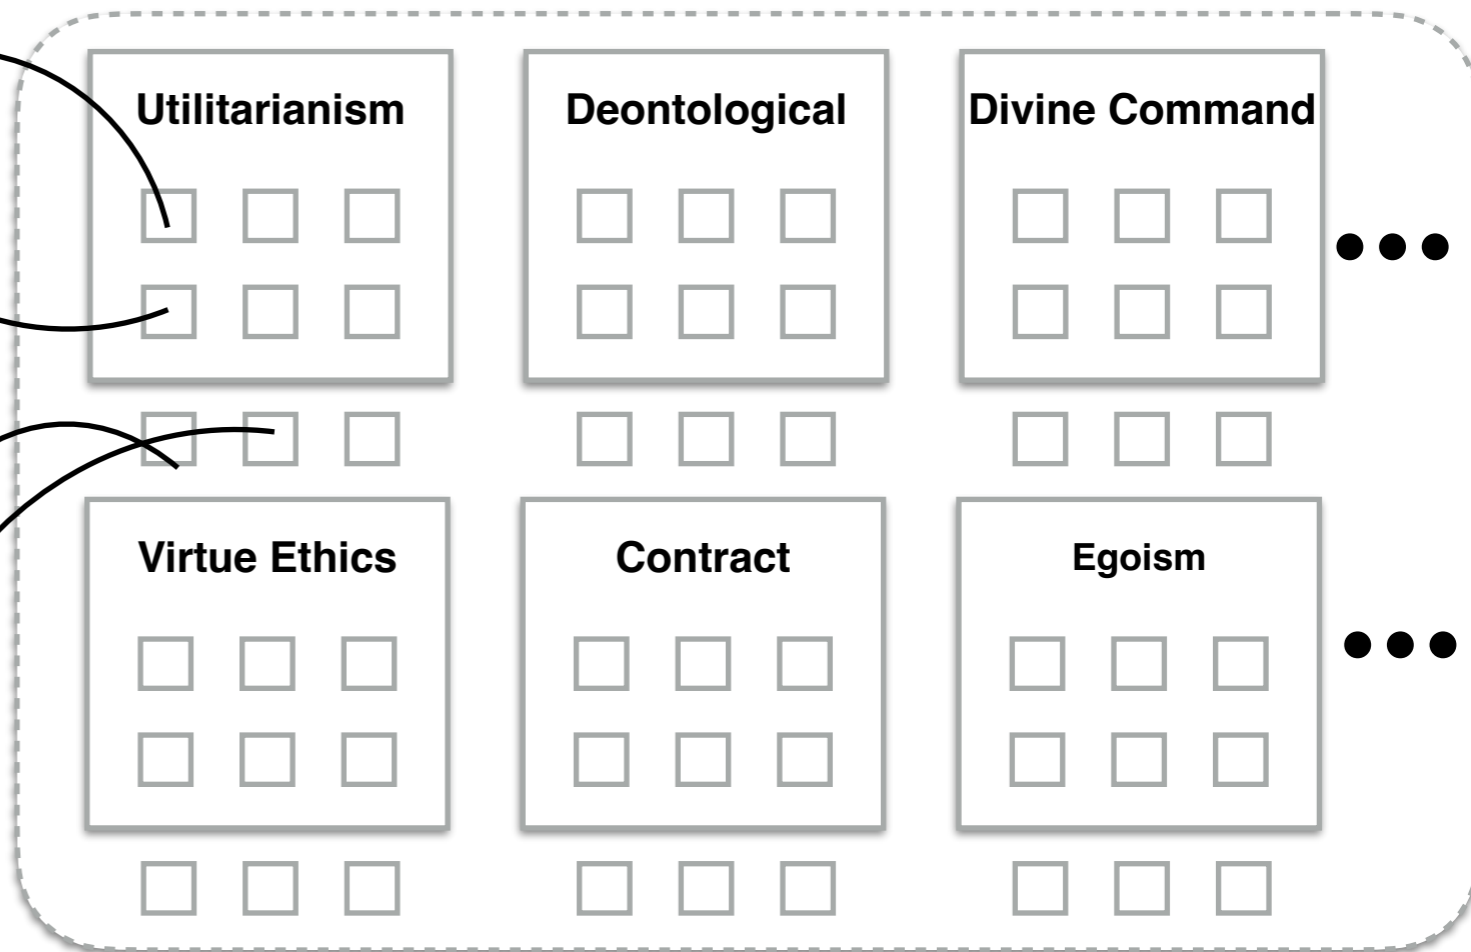 Utilitarianism
Deontological
Divine Command
Virtue Ethics
Contract
Egoism